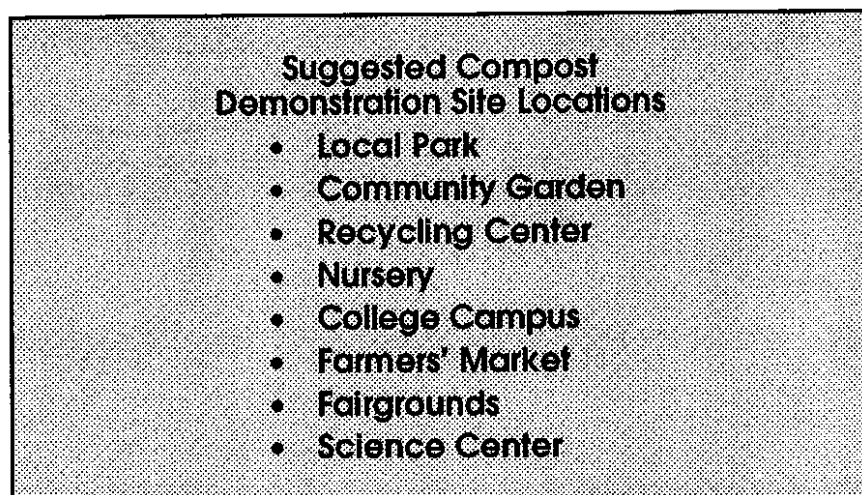 Suggested Compost
Demonstration Site Locations
• Local Park
• Community Garden
• Recycling Center
• Nursery
• College Campus
• Farmers' Market
• Fairgrounds
• Science Center